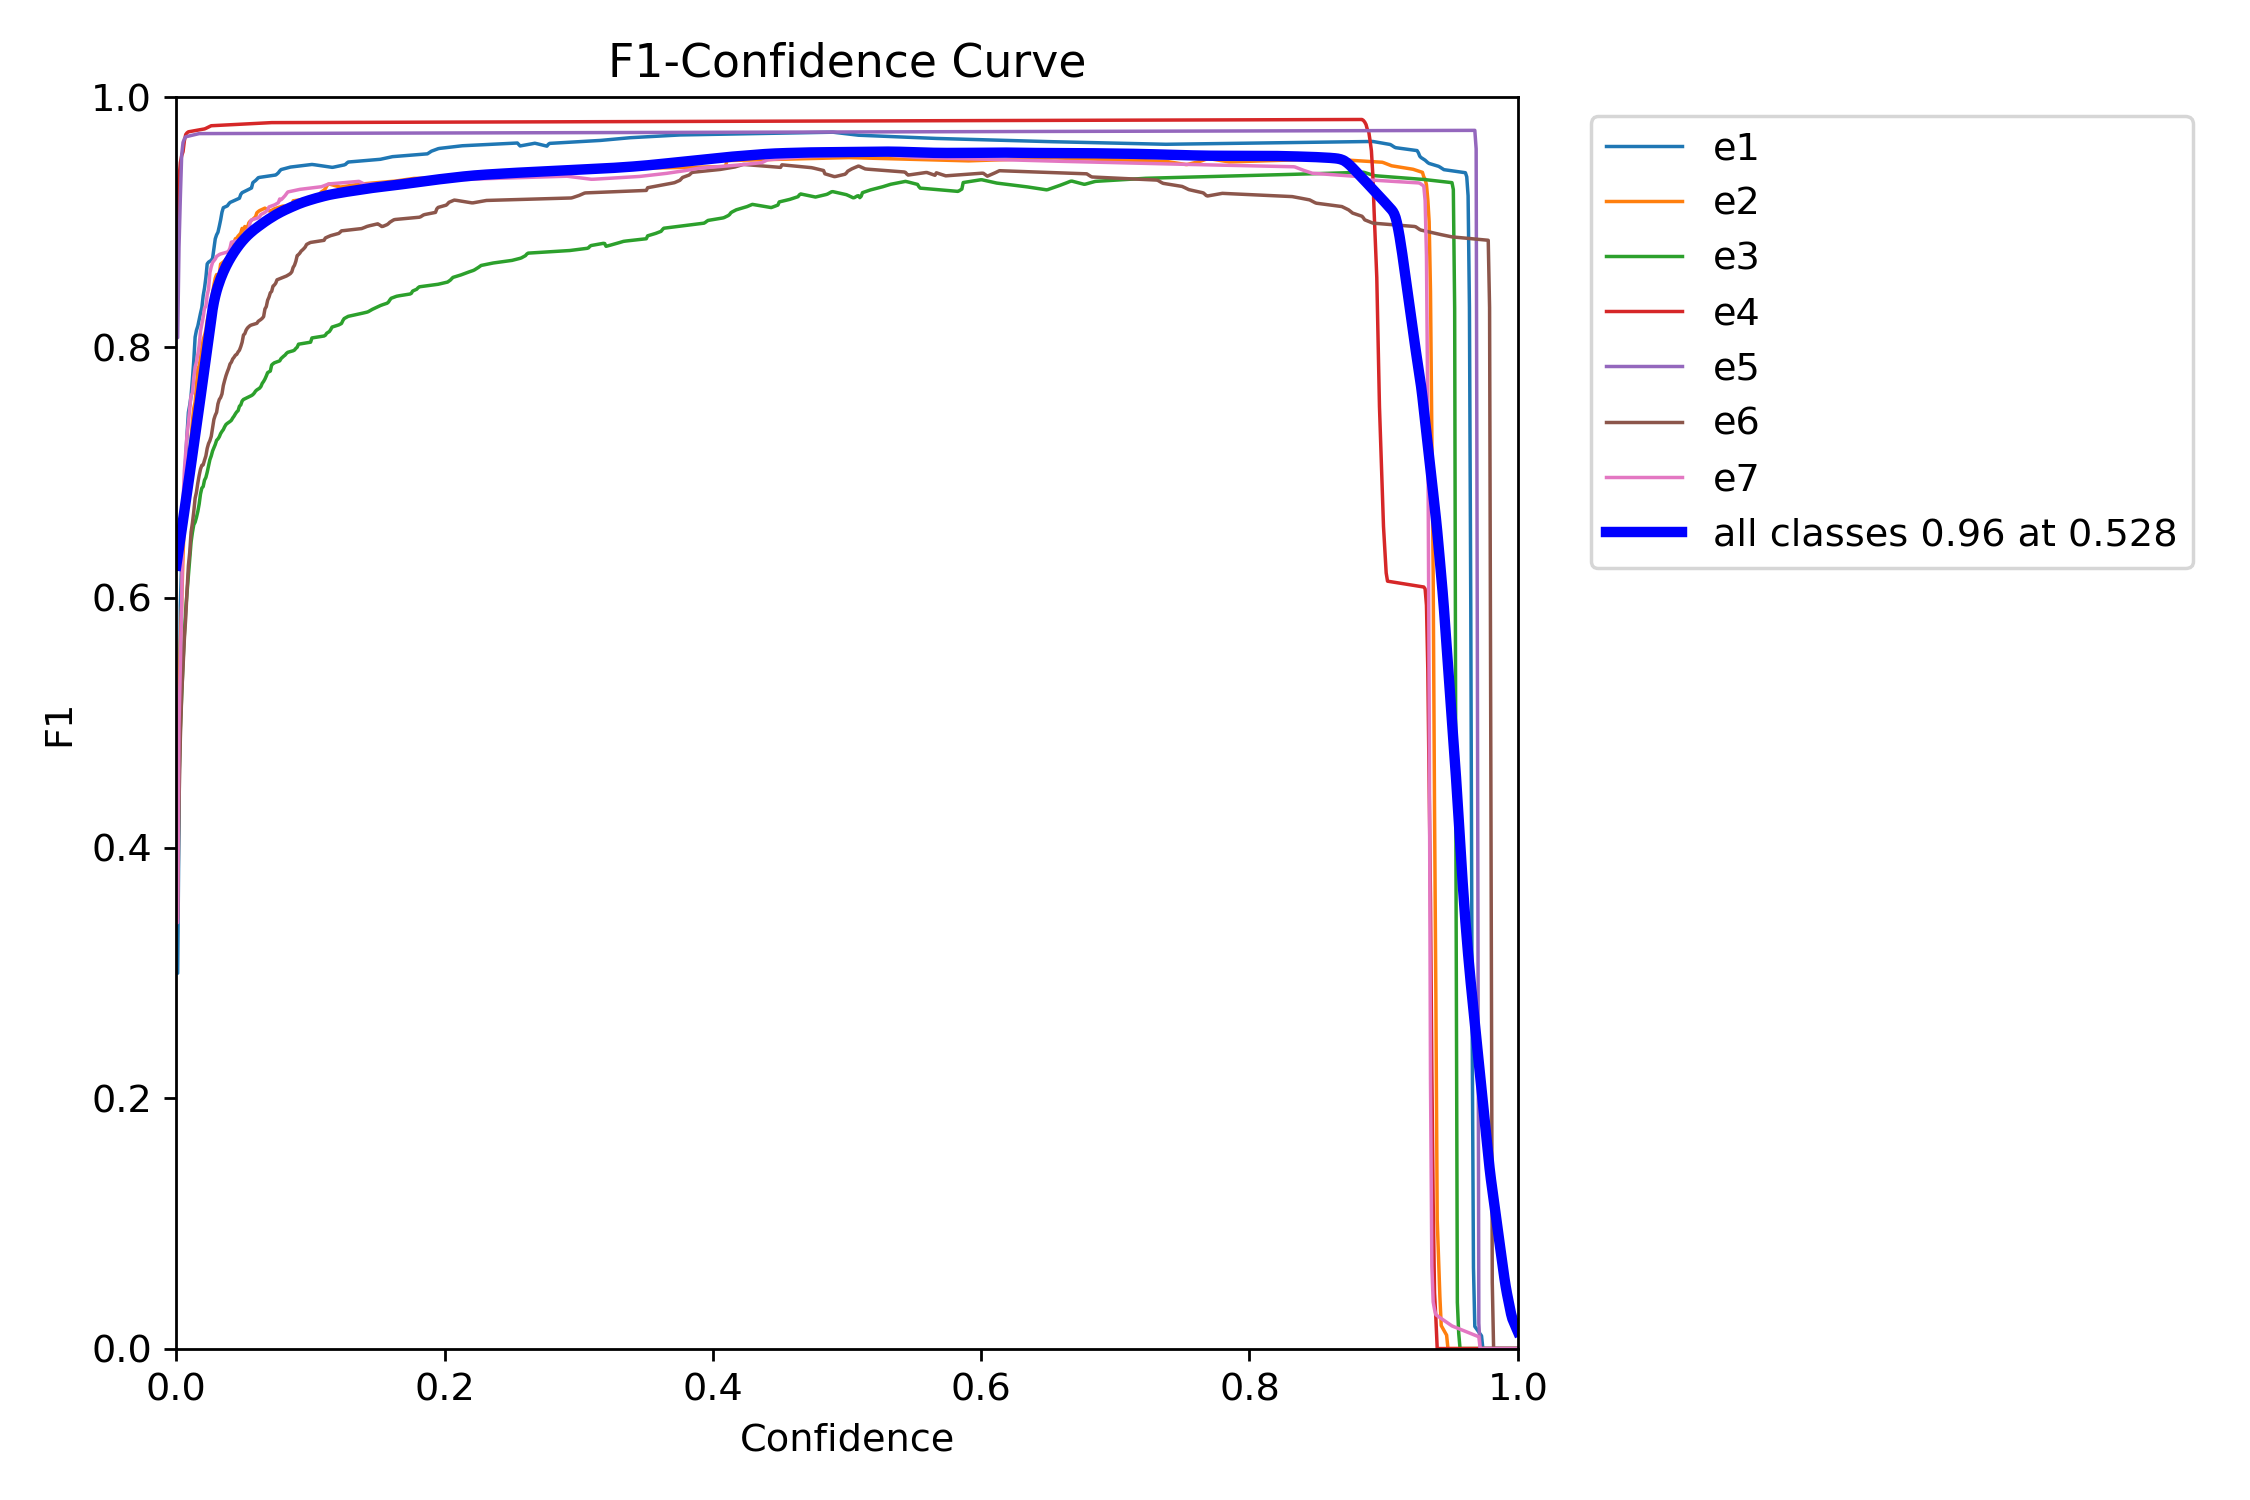 F1-Confidence Curve
1.0
0.8
0.6
0.4
0.2
0.0
F1
0.0 0.2 0.4 0.6 0.8 1.0
Confidence
e1
e2
e3
e4
e5
e6
e7
all classes 0.96 at 0.528